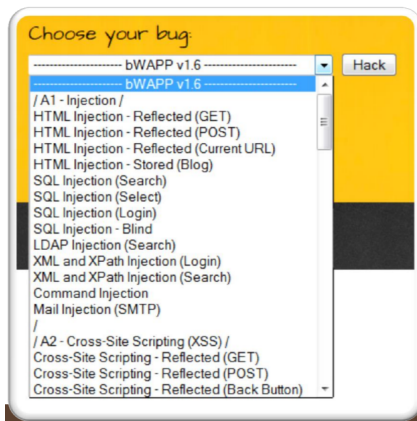 Choose your bug:
---------------------- bWAPP v1.6 -----------------------
Hack
---------------------- bWAPP v1.6 -----------------------
/ A1 - Injection /
HTML Injection - Reflected (GET)
HTML Injection - Reflected (POST)
HTML Injection - Reflected (Current URL)
HTML Injection - Stored (Blog)
SQL Injection (Search)
SQL Injection (Select)
SQL Injection (Login)
SQL Injection - Blind
LDAP Injection (Search)
XML and XPath Injection (Login)
XML and XPath Injection (Search)
Command Injection
Mail Injection (SMTP)
/
/ A2 - Cross-Site Scripting (XSS) /
Cross-Site Scripting - Reflected (GET)
Cross-Site Scripting - Reflected (POST)
Cross-Site Scripting - Reflected (Back Button)